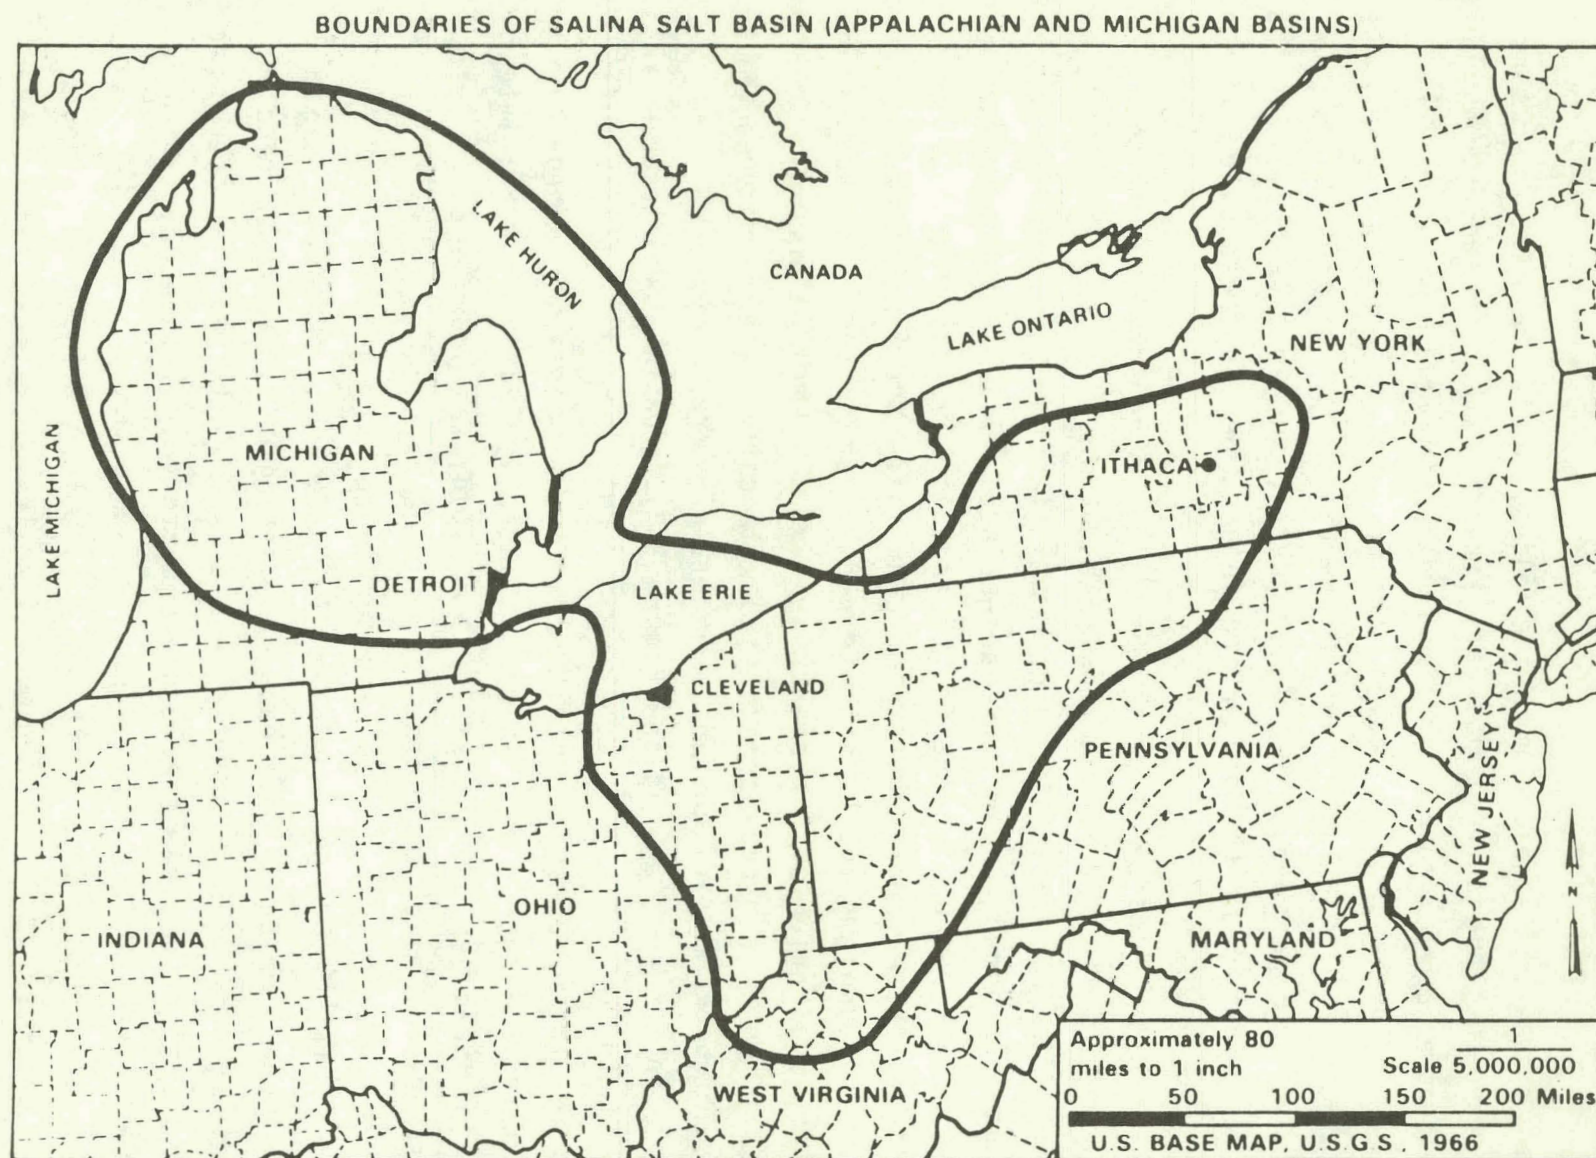 BOUNDARIES OF SALINA SALT BASIN (APPALACHIAN AND MICHIGAN BASINS)
LAKE HURON
CANADA
LAKE ONTARIO
NEW YORK
LAKE MICHIGAN
MICHIGAN
ITHACA
DETROIT
LAKE ERIE
CLEVELAND
PENNSYLVANIA
NEW JERSEY
OHIO
INDIANA
MARYLAND
N
WEST VIRGINIA
Approximately 80
miles to 1 inch
1
Scale 5,000,000
0 50 100 150 200 Miles
U.S. BASE MAP, U.S.G.S., 1966